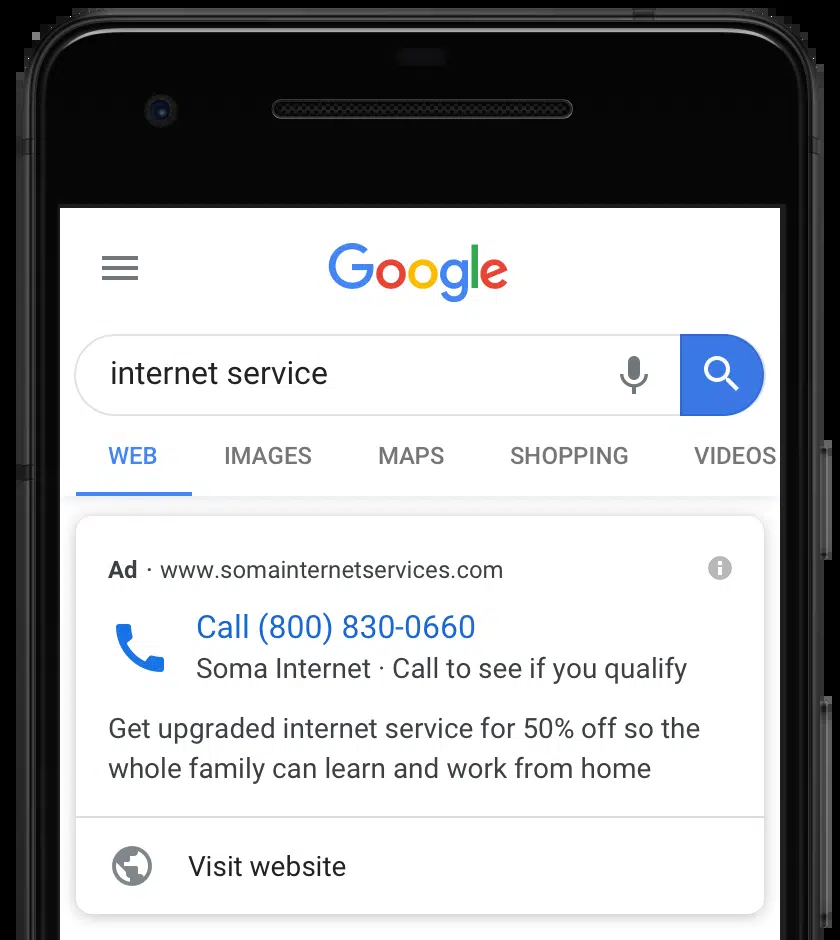 Google
internet service
WEB IMAGES MAPS SHOPPING VIDEOS
Ad · www.somainternetservices.com
Call (800) 830-0660
Soma Internet · Call to see if you qualify
Get upgraded internet service for 50% off so the
whole family can learn and work from home
Visit website